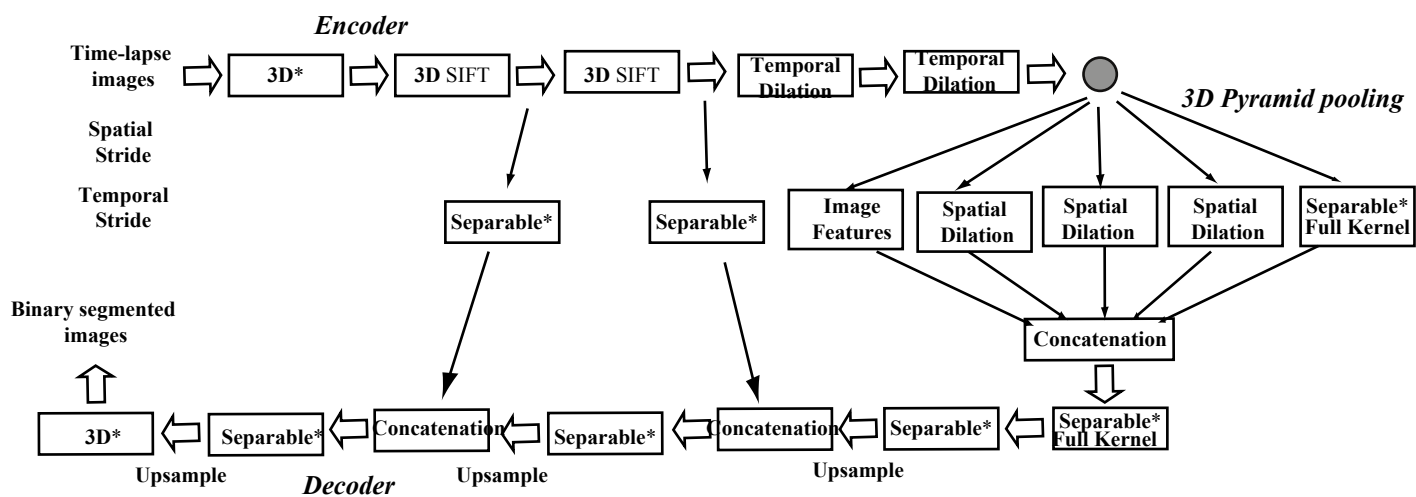 Encoder
Time-lapse
images
3D*
3D SIFT
3D SIFT
Temporal
Dilation
Temporal
Dilation
3D Pyramid pooling
Spatial
Stride
Temporal
Stride
Separable*
Separable*
Image
Features
Spatial
Dilation
Spatial
Dilation
Spatial
Dilation
Separable*
Full Kernel
Binary segmented
images
Concatenation
3D*
Separable*
Concatenation
Separable*
Concatenation
Separable*
Separable*
Full Kernel
Upsample
Decoder
Upsample
Upsample